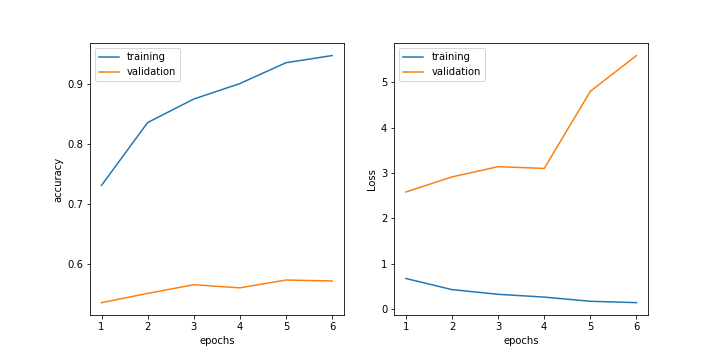 training
validation
0.9
0.8
0.7
0.6
accuracy
1 2 3 4 5 6
epochs
training
validation
5
4
3
2
1
0
Loss
1 2 3 4 5 6
epochs